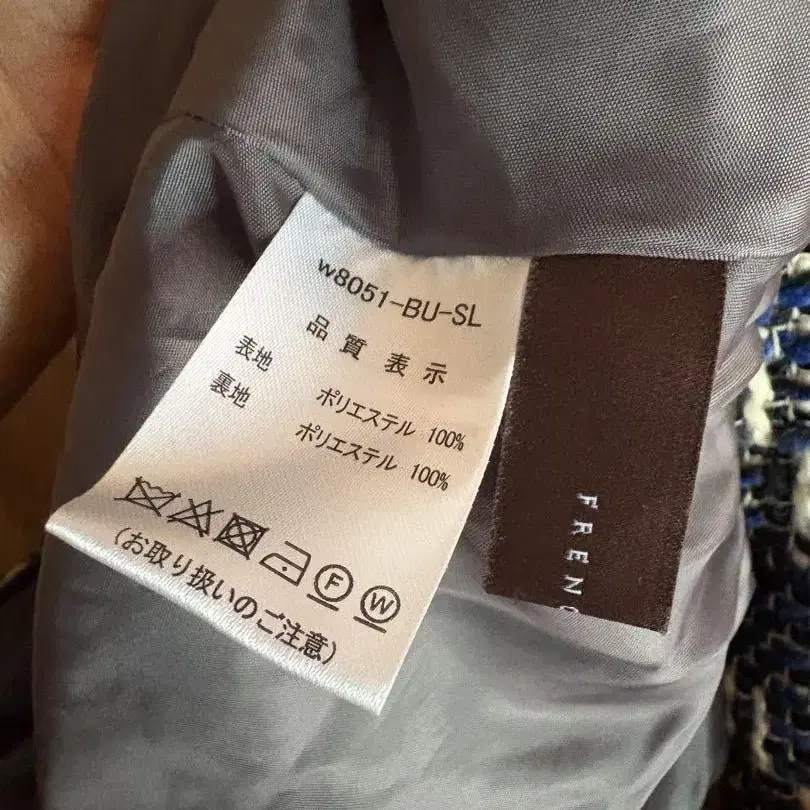 w8051-BU-SL
品質表示
表地 ポリエステル 100%
裏地 ポリエステル 100%
F W
(お取り扱いのご注意)
FRENC